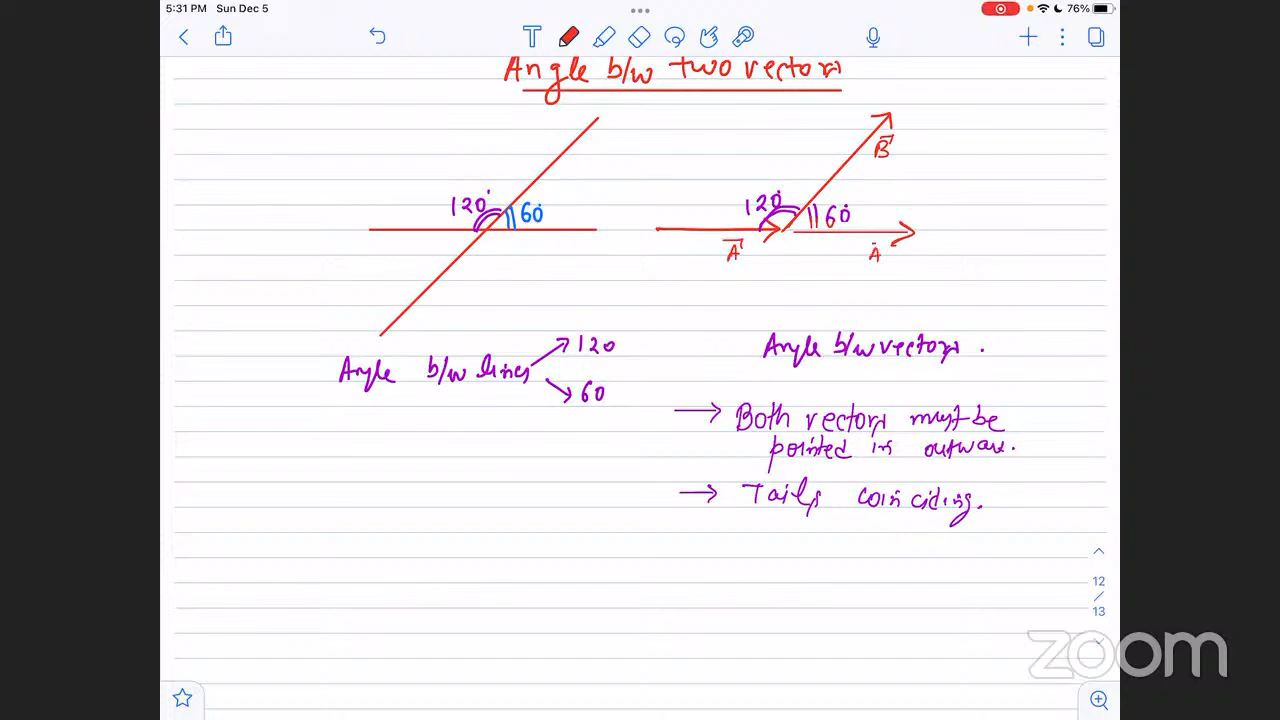 5:31 PM Sun Dec 5
76%
Angle b/w two vectors
120°
60°
120°
60°
B
A
A
Angle b/w lines
120
60
Angle b/w vectors.
Both vectors must be
pointed in
Tails coinciding.
12
/
13
zoom